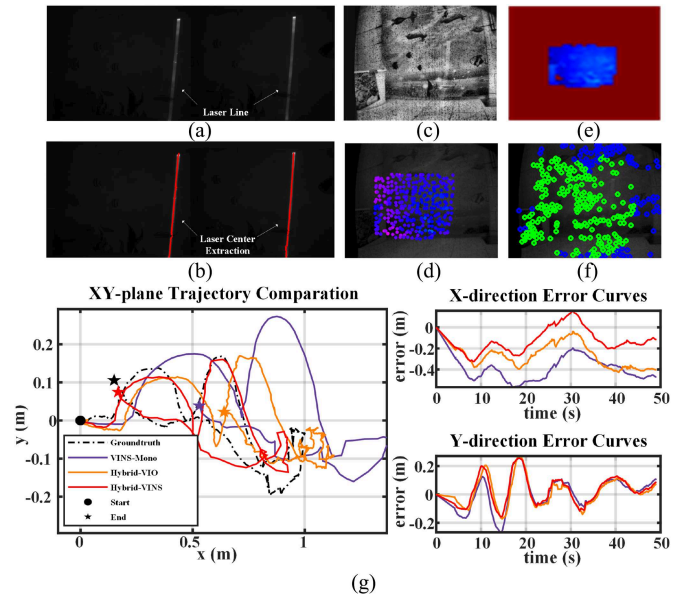 Laser Line
(a)
(c)
(e)
Laser Center
Extraction
(b)
(d)
(f)
XY-plane Trajectory Comparation
y (m)
0.2
0.1
0
-0.1
-0.2
Groundtruth
VINS-Mono
Hybrid-VIO
Hybrid-VINS
Start
End
0
0.5
1
x (m)
X-direction Error Curves
error (m)
0
-0.2
-0.4
0
10
20
30
40
50
time (s)
Y-direction Error Curves
error (m)
0.2
0
-0.2
0
10
20
30
40
50
time (s)
(g)